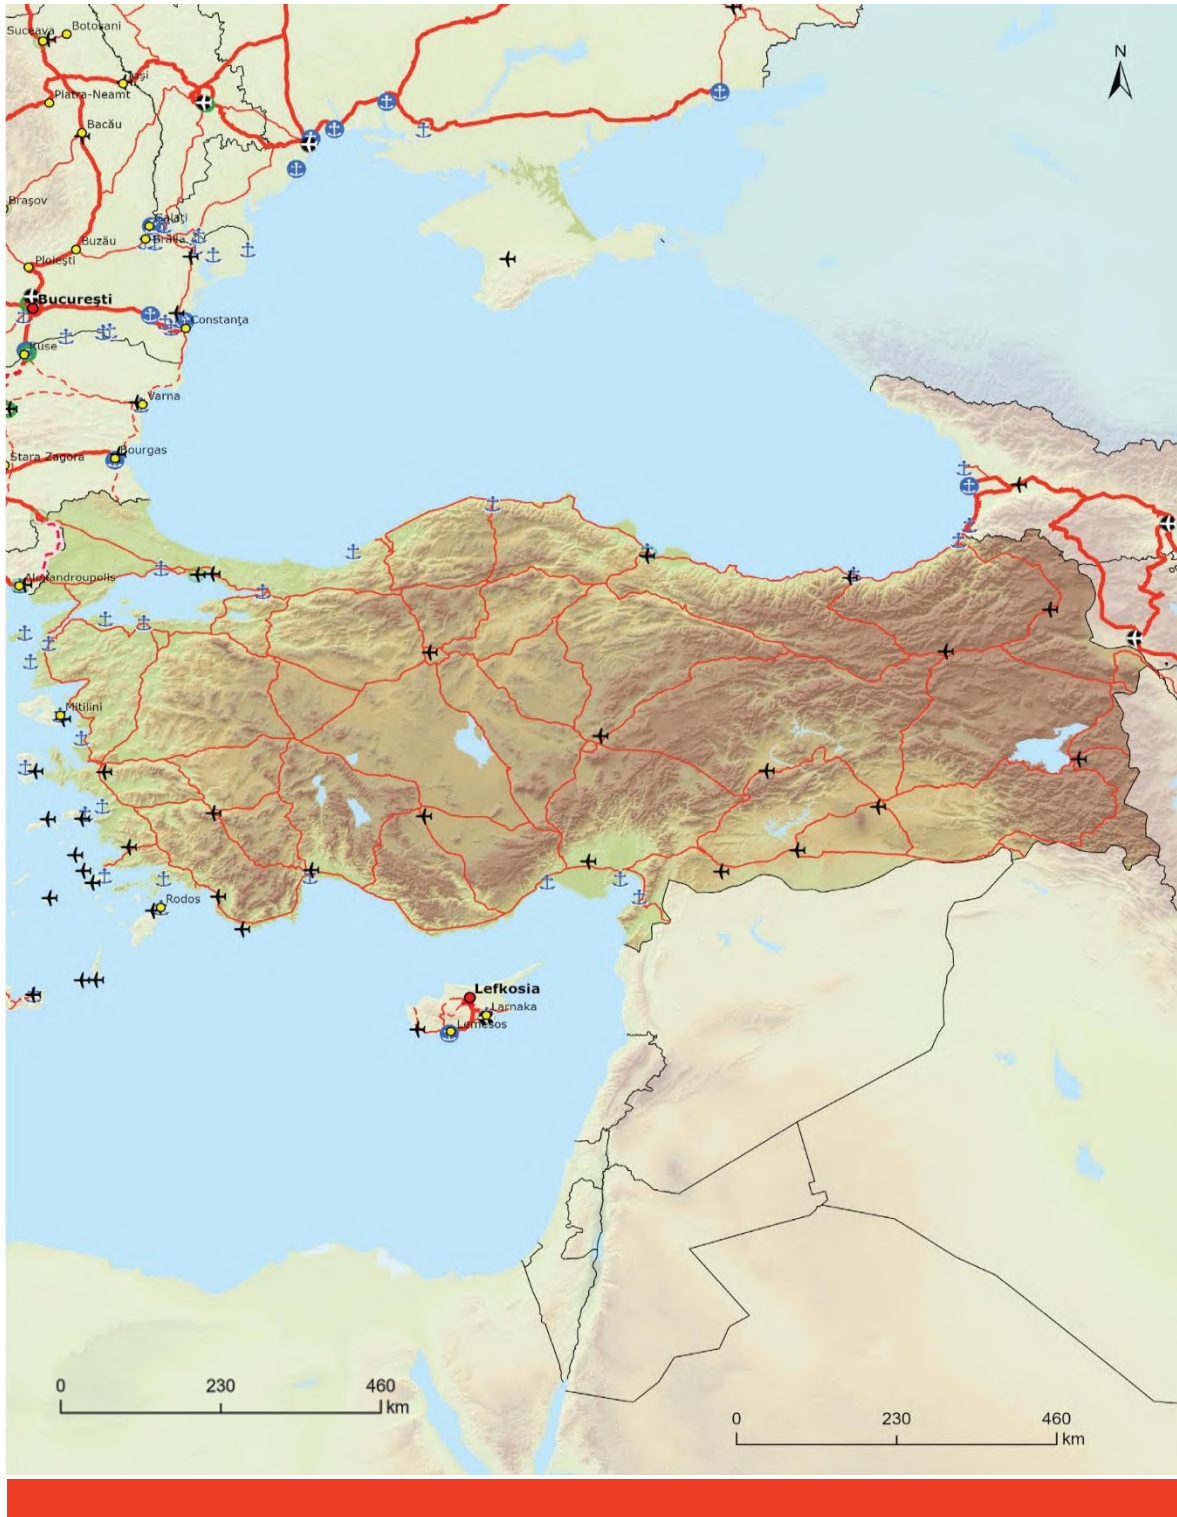 Suceava
Botoşani
Iaşi
N
Piatra-Neamt
Bacău
Braşov
Galaţi
Brăila
Buzău
Ploieşti
Bucureşti
Constanţa
Ruse
Varna
Bourgas
Stara Zagora
Alexandroupolis
Mitilini
Rodos
Lefkosia
Larnaka
Lemesos
0 230 460
km
0 230 460
km